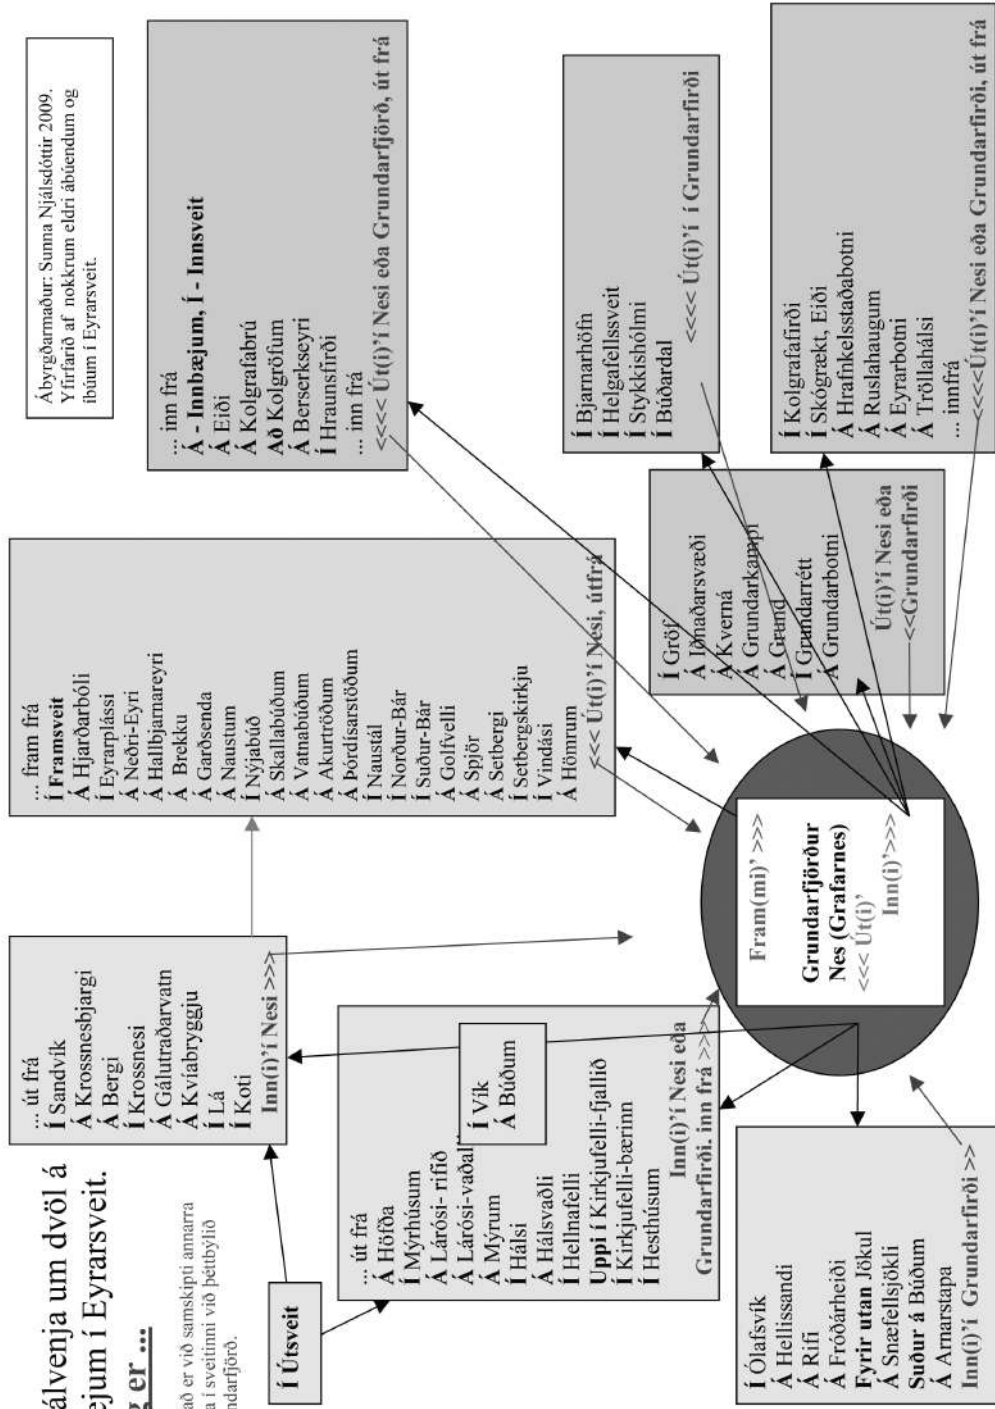 álvenja um dvöl á
ejum í Eyrarsveit.
g er ...
að er við samskipti annarra
a í sveitinni við þéttbýlið
ndarfjörð.
Í Útsveit
... út frá
Í Sandvík
Á Krossnesbjargi
Á Bergi
Í Krossnesi
Á Gálutraðarvatn
Á Kvíabryggju
Í Lá
Í Koti
Inn(i)’í Nesi >>>
... út frá
Á Höfða
Í Mýrhúsum
Á Lárósi- rifið
Á Lárósi-vaðall
Á Mýrum
Í Hálsi
Á Hálsvaðli
Í Hellnafelli
Uppi í Kirkjufelli-fjallið
Í Kirkjufelli-bærinn
Í Hesthúsum
Inn(i)’í Nesi eða
Grundarfirði. inn frá >>>
Í Vík
Á Búðum
Í Ólafsvík
Á Hellissandi
Á Rifi
Á Fróðárheiði
Fyrir utan Jökul
Á Snæfellsjökli
Suður á Búðum
Á Arnarstapa
Inn(i)’í Grundarfirði >>
... fram frá
Í Framsveit
Á Hjarðarbóli
Í Eyrarplássi
Á Neðri-Eyri
Á Hallbjarnareyri
Á Brekku
Á Garðsenda
Á Naustum
Í Nýjabúð
Á Skallabúðum
Á Vatnabúðum
Á Akurtröðum
Á Þórdísarstöðum
Í Naustál
Í Norður-Bár
Í Suður-Bár
Á Golfvelli
Á Spjör
Á Setbergi
Í Setbergskirkju
Í Vindási
Á Hömrum
<<< Út(i)’í Nesi, útfrá
Fram(mi)’ >>>
Grundarfjörður
Nes (Grafarnes)
<<< Út(i)’
Inn(i)’>>>
Ábyrgðarmaður: Sunna Njálsdóttir 2009.
Yfirfarið af nokkrum eldri ábúendum og
íbúum í Eyrarsveit.
... inn frá
Á - Innbæjum, Í - Innsveit
Á Eiði
Á Kolgrafabrú
Að Kolgröfum
Á Berserkseyri
Í Hraunsfirði
... inn frá
<<<< Út(i)’í Nesi eða Grundarfjörð, út frá
Í Bjarnarhöfn
Í Helgafellssveit
Í Stykkishólmi
Í Búðardal
<<<< Út(i)’í í Grundarfirði
Í Gröf
Á Iðnaðarsvæði
Á Kverná
Á Grundarkampi
Á Grund
Í Grundarrétt
Á Grundarbotni
Út(i)’í Nesi eða
<<Grundarfirði
Í Kolgrafafirði
Í Skógrækt, Eiði
Á Hrafnkelsstaðabotni
Á Ruslahaugum
Á Eyrarbotni
Á Tröllahálsi
... innfrá
<<<<Út(i)’í Nesi eða Grundarfirði, út frá